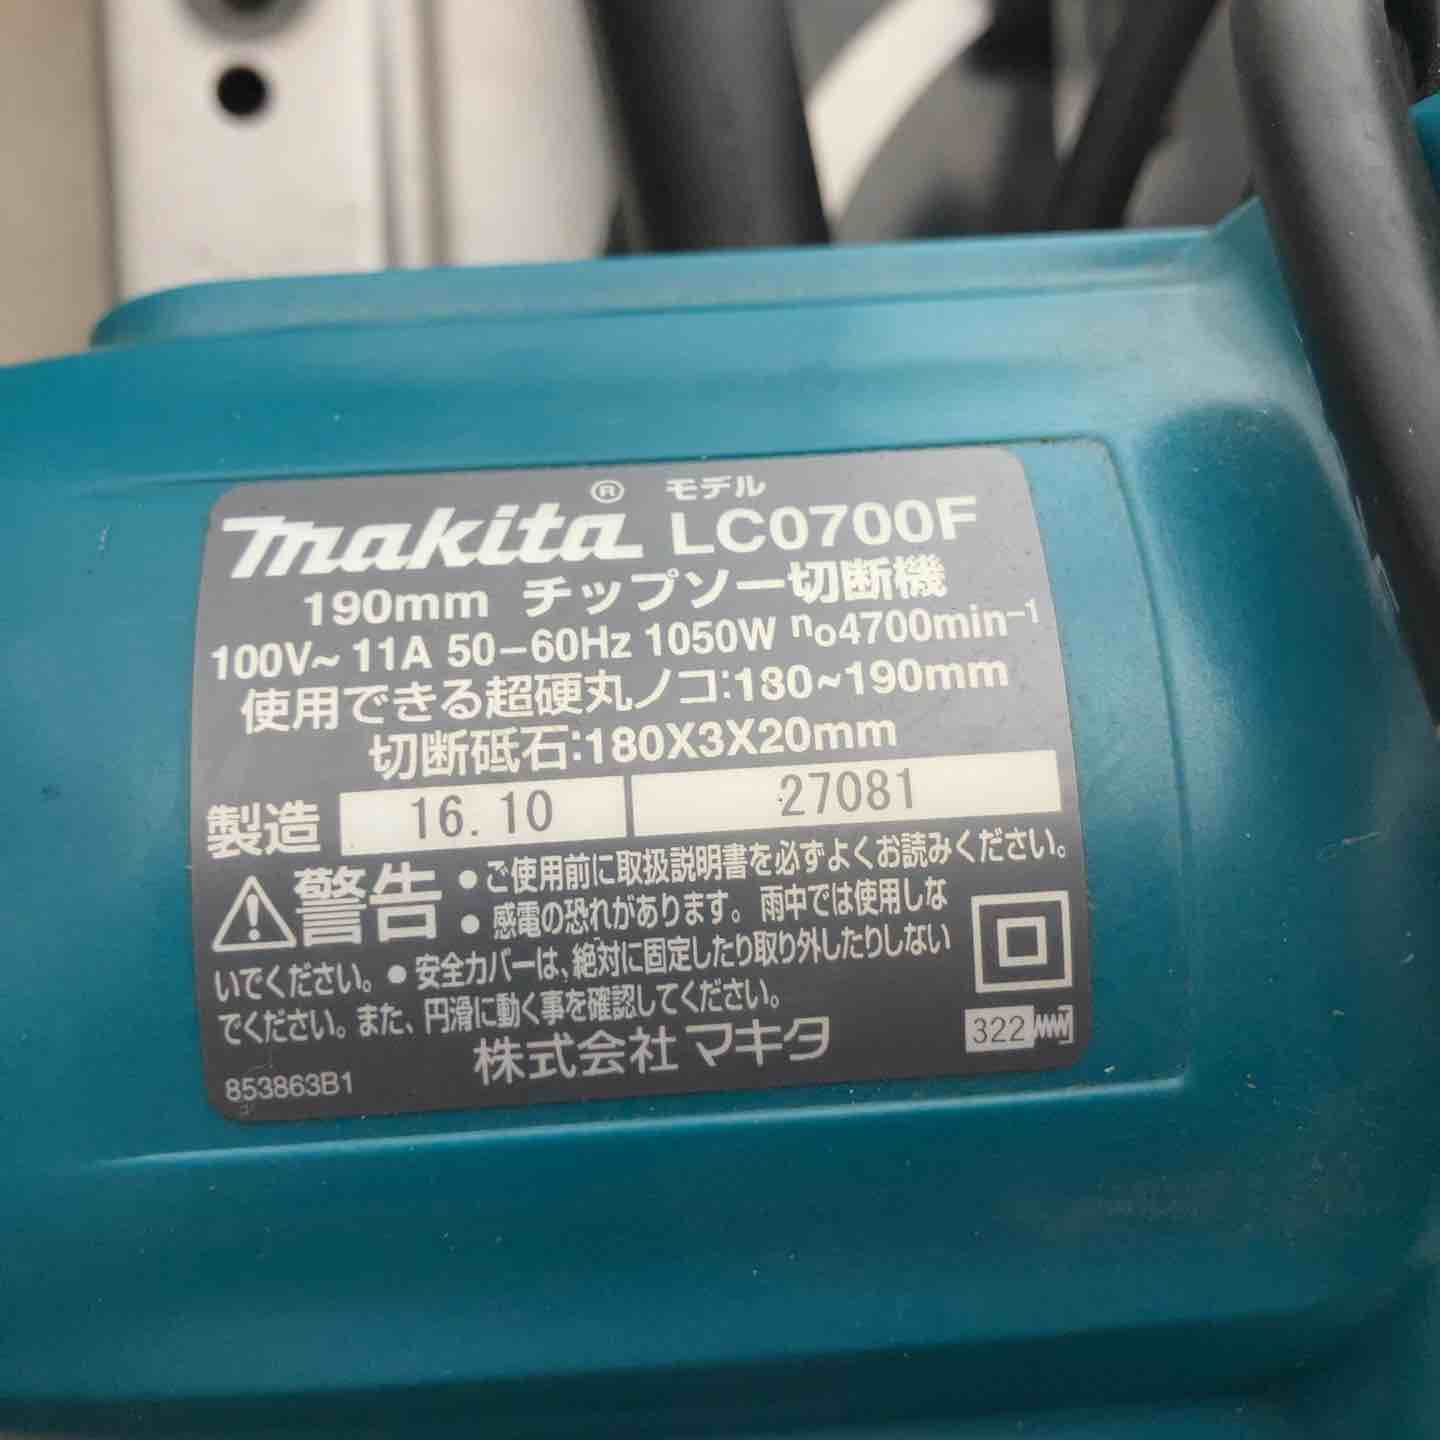 makita® モデル LC0700F
190mm チップソー切断機
100V~ 11A 50-60Hz 1050W n₀4700min⁻¹
使用できる超硬丸ノコ:180~190mm
切断砥石:180X3X20mm
製造 16.10 27081
警告 ●ご使用前に取扱説明書を必ずよくお読みください。
●感電の恐れがあります。雨中では使用しな
いでください。●安全カバーは、絶対に固定したり取り外したりしない
でください。また、円滑に動く事を確認してください。
株式会社マキタ
322
853863B1